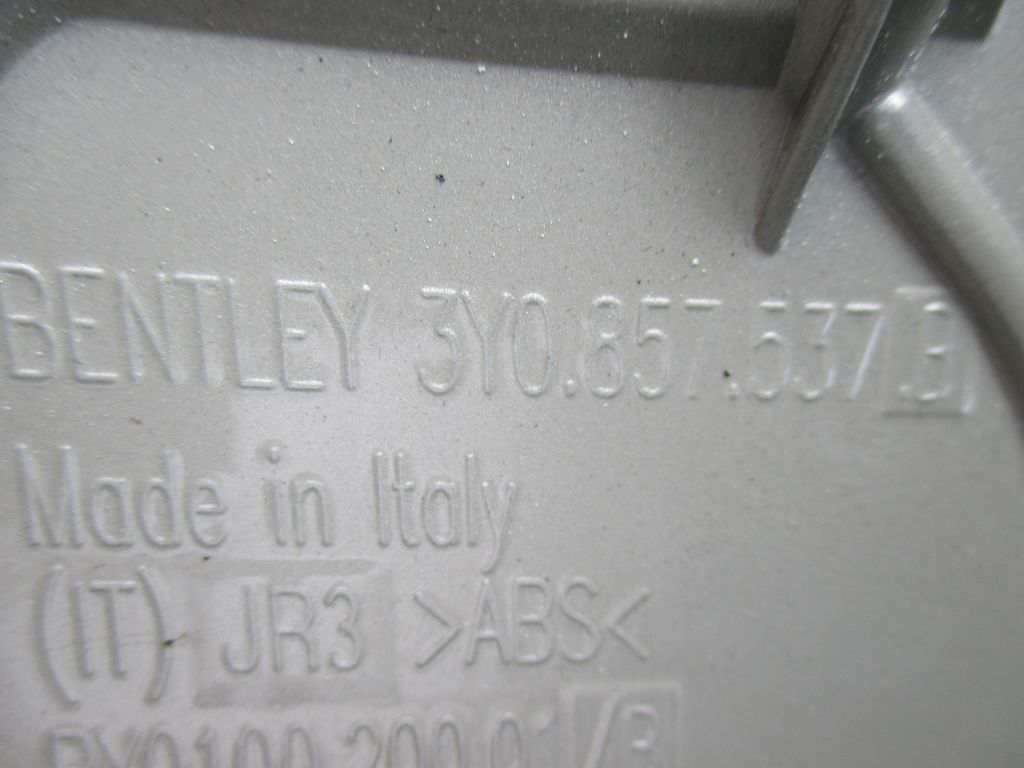 BENTLEY 3Y0.857.537 .B
Made in Italy
(IT) JR3 >ABS<